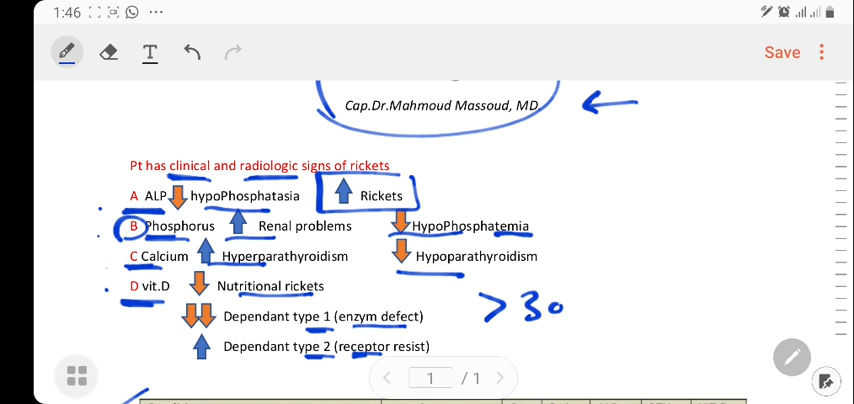 1:46
T
Save
Cap.Dr.Mahmoud Massoud, MD
Pt has clinical and radiologic signs of rickets
A ALP hypoPhosphatasia Rickets
B Phosphorus Renal problems HypoPhosphatemia
C Calcium Hyperparathyroidism Hypoparathyroidism
D vit.D Nutritional rickets
Dependant type 1 (enzym defect) >30
Dependant type 2 (receptor resist)
< 1 / 1 >